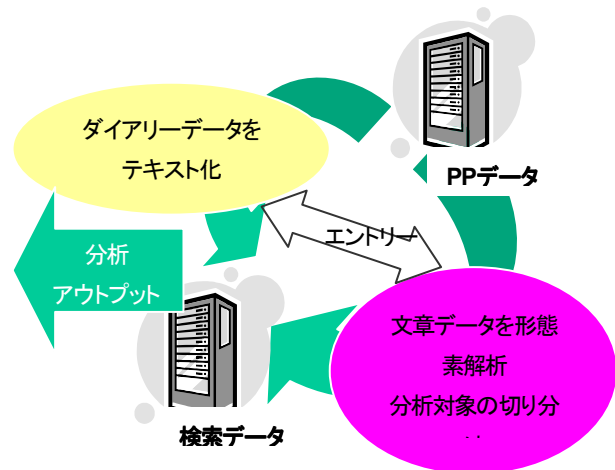 ダイアリーデータを
テキスト化
PPデータ
エントリー
分析
アウトプット
文章データを形態
素解析
分析対象の切り分
検索データ